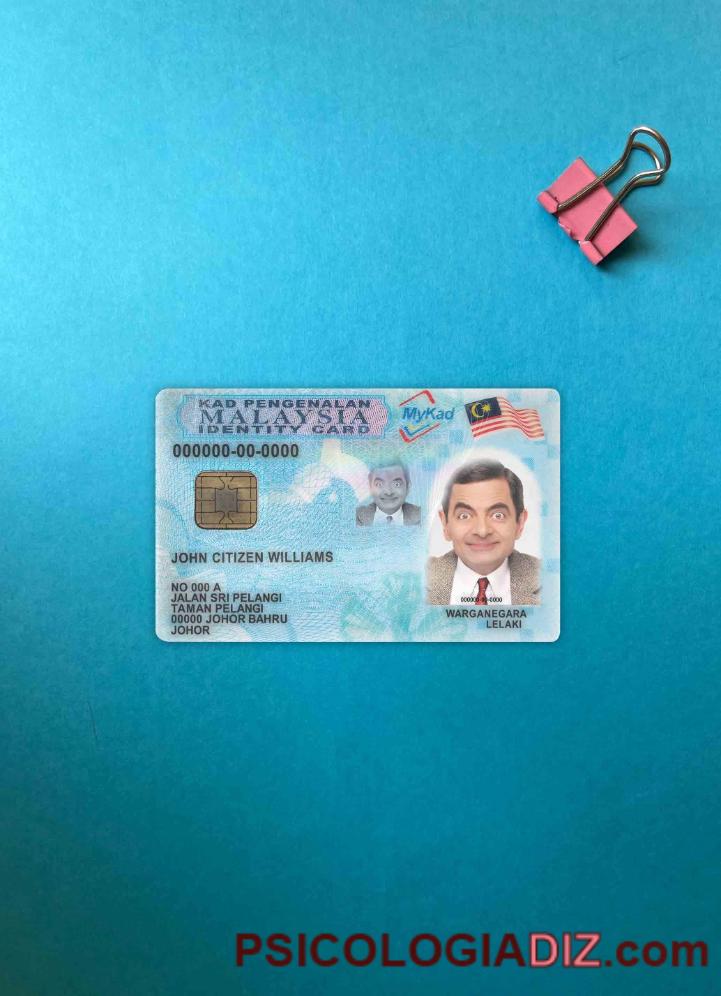 KAD PENGENALAN
MALAYSIA
IDENTITY CARD
MyKad
000000-00-0000
JOHN CITIZEN WILLIAMS
NO 000 A
JALAN SRI PELANGI
TAMAN PELANGI
00000 JOHOR BAHRU
JOHOR
000000-00-0000
WARGANEGARA
LELAKI
PSICOLOGIADIZ.com